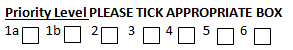 Priority Level PLEASE TICK APPROPRIATE BOX
1a 1b 2 3 4 5 6